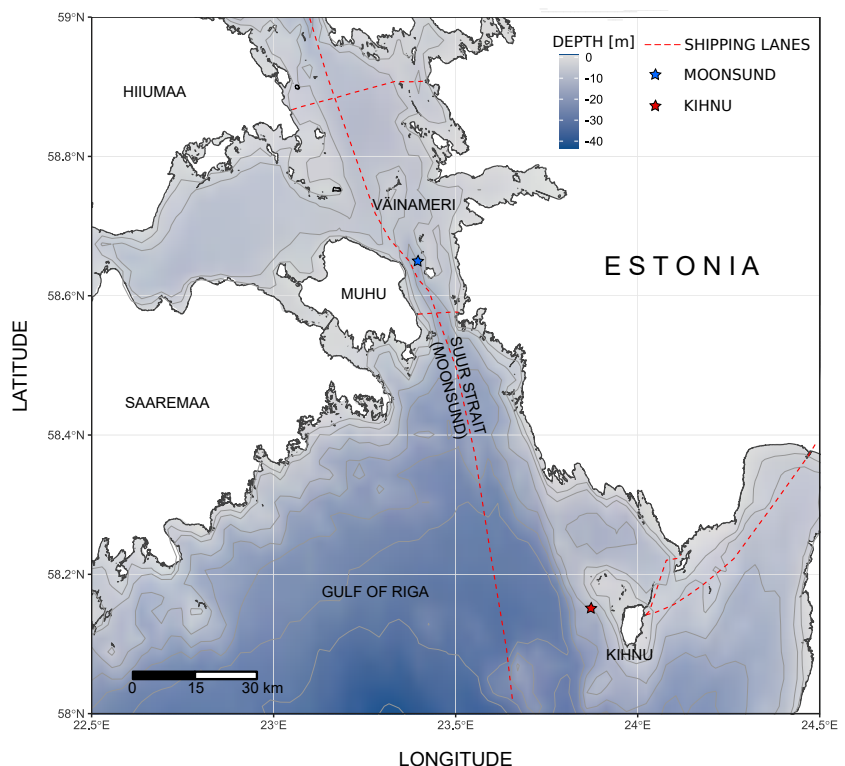 59°N
58.8°N
58.6°N
58.4°N
58.2°N
58°N
LATITUDE
DEPTH [m]
0
-10
-20
-30
-40
SHIPPING LANES
MOONSUND
KIHNU
HIIUMAA
VÄINAMERI
ESTONIA
MUHU
SUUR STRAIT
(MOONSUND)
SAAREMAA
GULF OF RIGA
KIHNU
0 15 30 km
22.5°E 23°E 23.5°E 24°E 24.5°E
LONGITUDE